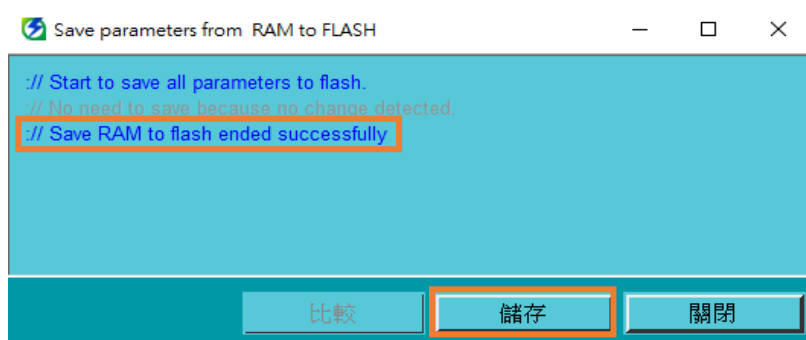 Save parameters from RAM to FLASH
:// Start to save all parameters to flash.
:// No need to save because no change detected.
:// Save RAM to flash ended successfully
比較
儲存
關閉